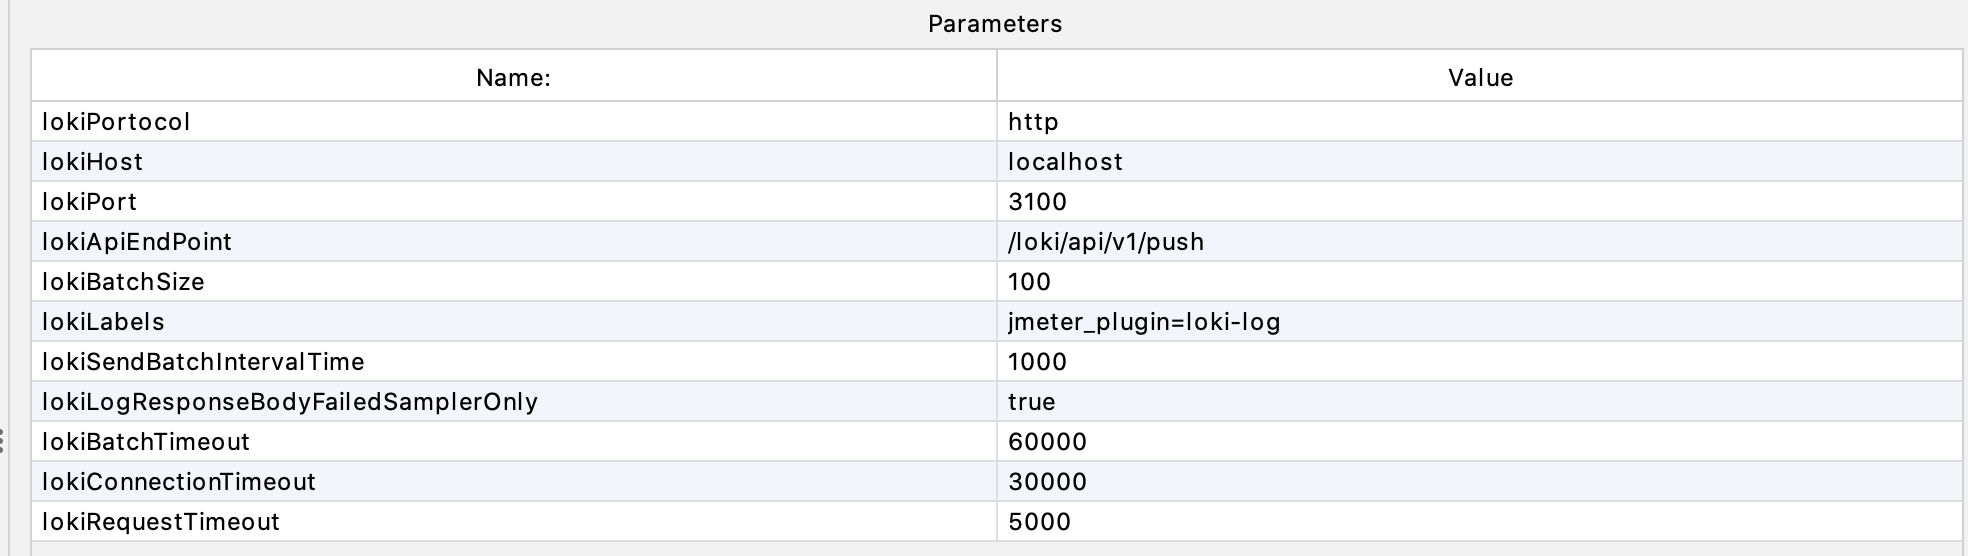 Parameters
Name: Value
lokiPortocol http
lokiHost localhost
lokiPort 3100
lokiApiEndPoint /loki/api/v1/push
lokiBatchSize 100
lokiLabels jmeter_plugin=loki-log
lokiSendBatchIntervalTime 1000
lokiLogResponseBodyFailedSamplerOnly true
lokiBatchTimeout 60000
lokiConnectionTimeout 30000
lokiRequestTimeout 5000